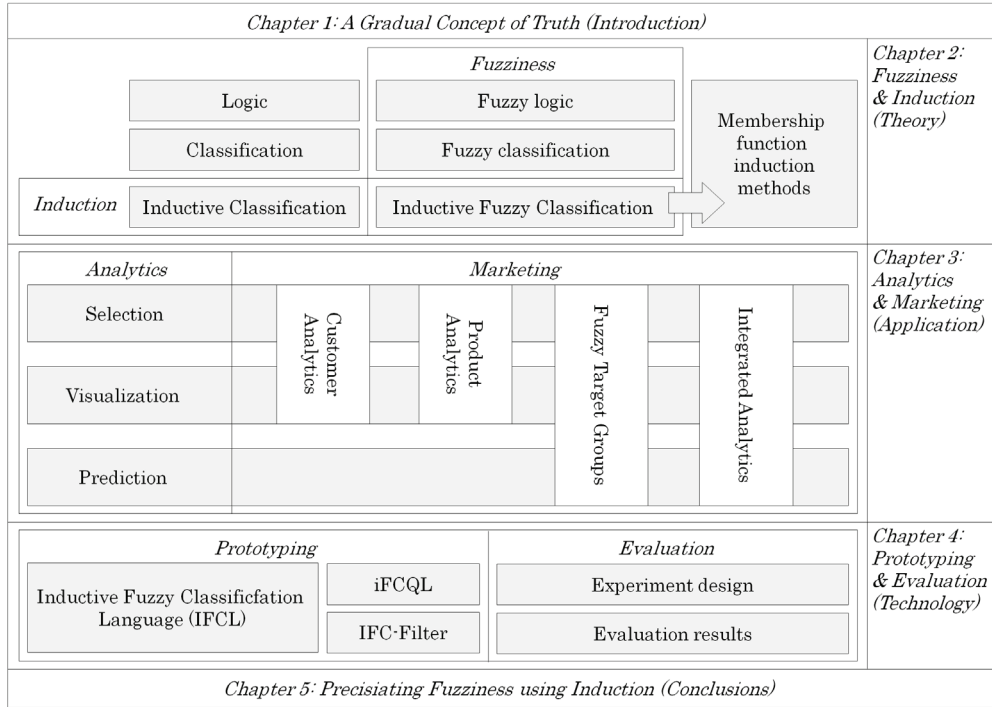 Chapter 1: A Gradual Concept of Truth (Introduction)
Fuzziness
Logic
Fuzzy logic
Classification
Fuzzy classification
Induction
Inductive Classification
Inductive Fuzzy Classification
Membership
function
induction
methods
Chapter 2:
Fuzziness
& Induction
(Theory)
Analytics
Marketing
Selection
Visualization
Prediction
Customer
Analytics
Product
Analytics
Fuzzy Target Groups
Integrated Analytics
Chapter 3:
Analytics
& Marketing
(Application)
Prototyping
Inductive Fuzzy Classificfation
Language (IFCL)
iFCQL
IFC-Filter
Evaluation
Experiment design
Evaluation results
Chapter 4:
Prototyping
& Evaluation
(Technology)
Chapter 5: Precisiating Fuzziness using Induction (Conclusions)